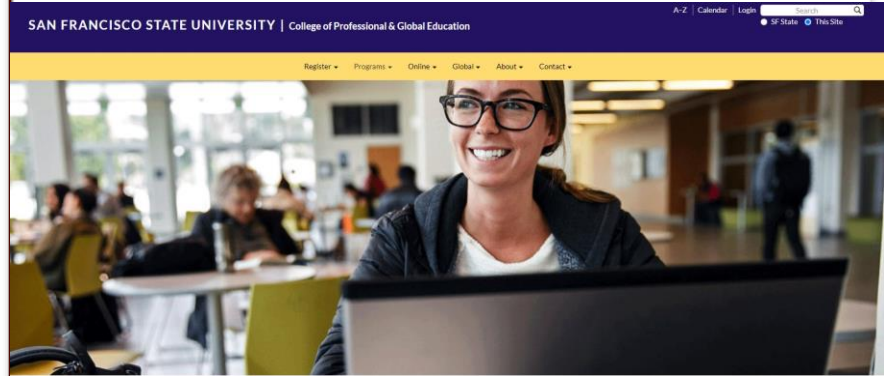 A–Z | Calendar | Login Search
SAN FRANCISCO STATE UNIVERSITY | College of Professional & Global Education
SF State This Site
Register Programs Online Global About Contact